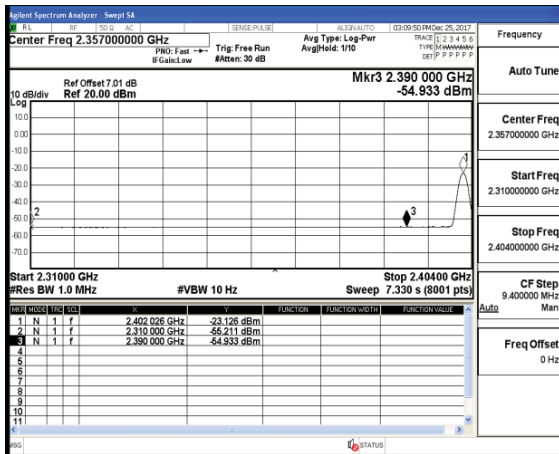 Agilent Spectrum Analyzer - Swept SA
RL RF 50 Ω AC SENSE:PULSE ALIGNAUTO 03:09:50 PM Dec 25, 2017
Center Freq 2.357000000 GHz
PNO: Fast
IFGain:Low
Trig: Free Run
#Atten: 30 dB
Avg Type: Log-Pwr
Avg|Hold: 1/10
TRACE 1 2 3 4 5 6
TYPE MWWWWW
DET P P P P P P
Ref Offset 7.01 dB
Ref 20.00 dBm
10 dB/div
Log
Mkr3 2.390 000 GHz
-54.933 dBm
10.0
0.00
-10.0
-20.0
-30.0
-40.0
-50.0
-60.0
-70.0
1
2
3
Start 2.31000 GHz
Stop 2.40400 GHz
#Res BW 1.0 MHz
#VBW 10 Hz
Sweep 7.330 s (8001 pts)
MKR MODE TRC SCL X Y FUNCTION FUNCTION WIDTH FUNCTION VALUE
1 N 1 f 2.402 026 GHz -23.126 dBm
2 N 1 f 2.310 000 GHz -55.211 dBm
3 N 1 f 2.390 000 GHz -54.933 dBm
4
5
6
7
8
9
10
11
MSG
STATUS
Frequency
Auto Tune
Center Freq
2.357000000 GHz
Start Freq
2.310000000 GHz
Stop Freq
2.404000000 GHz
CF Step
9.400000 MHz
Auto Man
Freq Offset
0 Hz